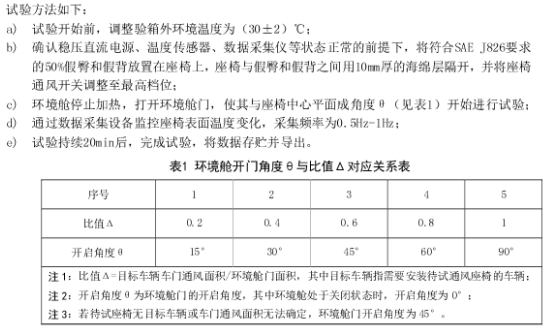 试验方法如下：
a) 试验开始前，调整验箱外环境温度为（30±2）℃；
b) 确认稳压直流电源、温度传感器、数据采集仪等状态正常的前提下，将符合SAE J826要求
的50%假臀和假背放置在座椅上，座椅与假臀和假背之间用10mm厚的海绵层隔开，并将座椅
通风开关调整至最高档位；
c) 环境舱停止加热，打开环境舱门，使其与座椅中心平面成角度θ（见表1）开始进行试验；
d) 通过数据采集设备监控座椅表面温度变化，采集频率为0.5Hz-1Hz；
e) 试验持续20min后，完成试验，将数据存贮并导出。
表1 环境舱开门角度θ与比值Δ对应关系表
序号 1 2 3 4 5
比值Δ 0.2 0.4 0.6 0.8 1
开启角度θ 15° 30° 45° 60° 90°
注1：比值Δ=目标车辆车门通风面积/环境舱门面积，其中目标车辆指需要安装待试通风座椅的车辆；
注2：开启角度θ为环境舱门的开启角度，其中环境舱处于关闭状态时，开启角度为0°；
注3：若待试座椅无目标车辆或车门通风面积无法确定，环境舱门开启角度为45°。